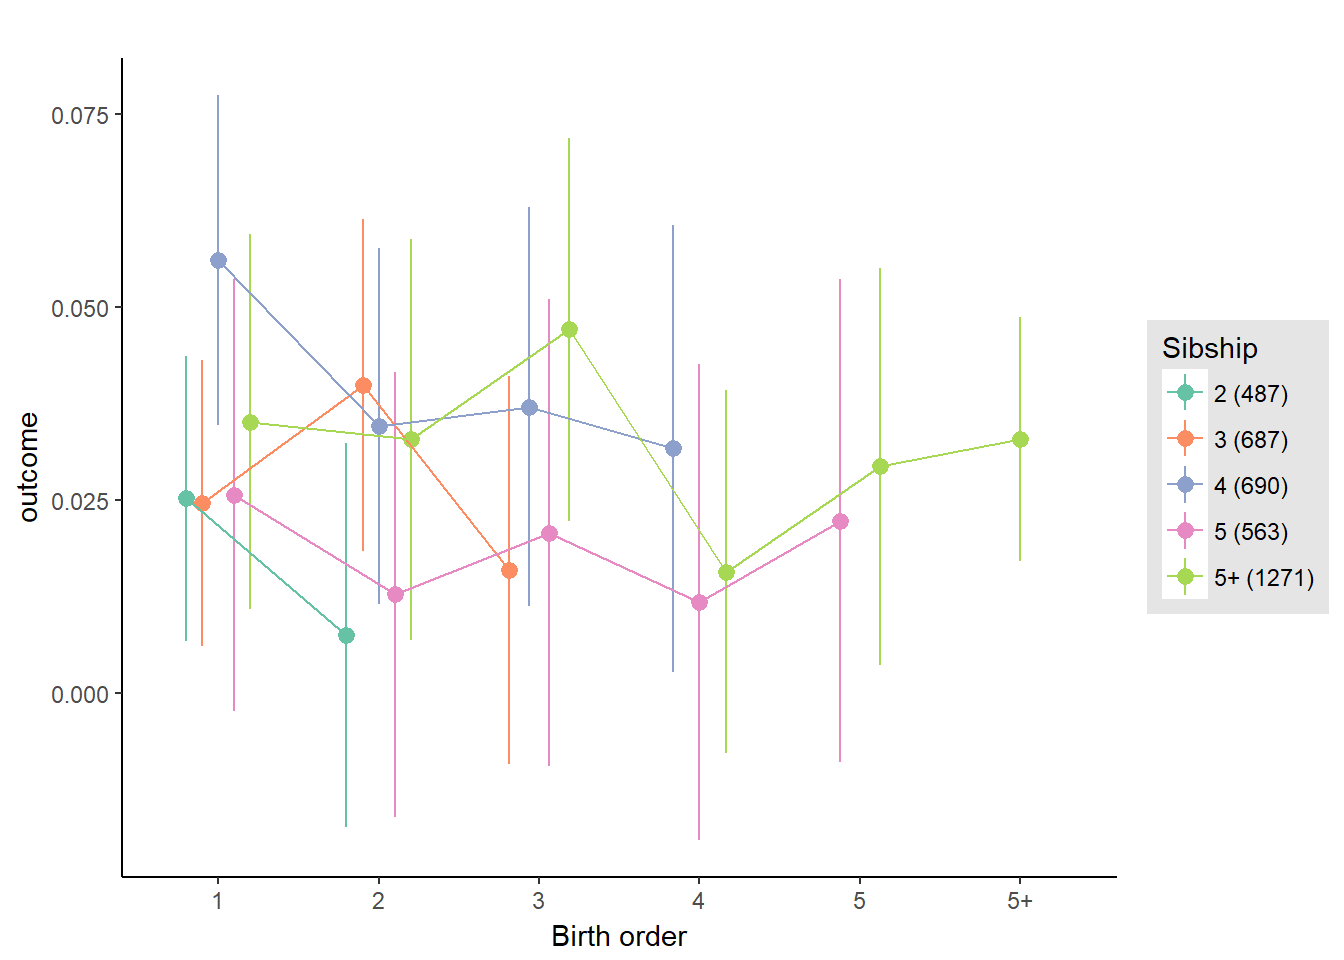 0.075
0.050
0.025
0.000
outcome
1 2 3 4 5 5+
Birth order
Sibship
2 (487)
3 (687)
4 (690)
5 (563)
5+ (1271)